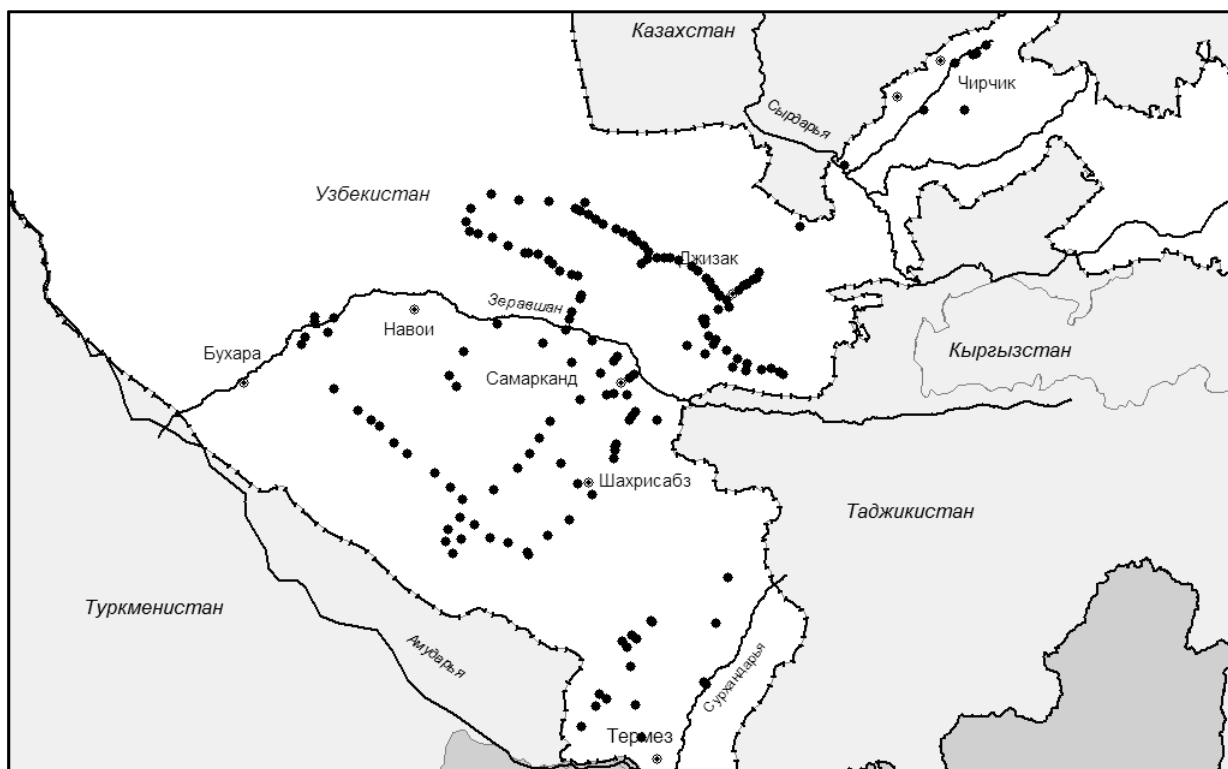 Казахстан
Чирчик
Сырдарья
Узбекистан
Джизак
Зеравшан
Навои
Бухара
Кыргызстан
Самарканд
Шахрисабз
Таджикистан
Туркменистан
Амударья
Сурхандарья
Термез